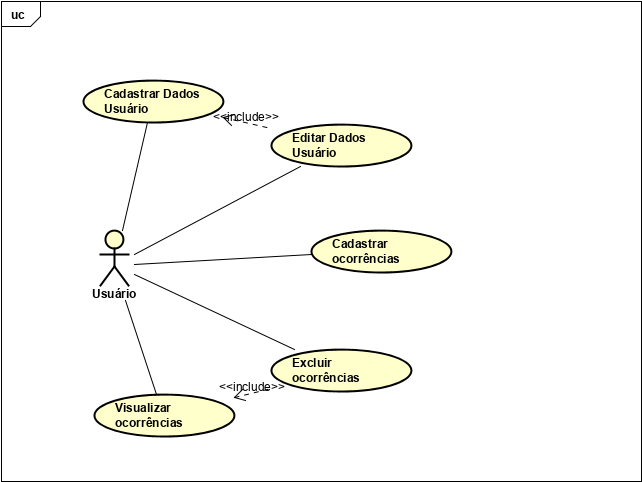 uc
Cadastrar Dados
Usuário
<<include>>
Editar Dados
Usuário
Cadastrar
ocorrências
Usuário
Excluir
ocorrências
<<include>>
Visualizar
ocorrências